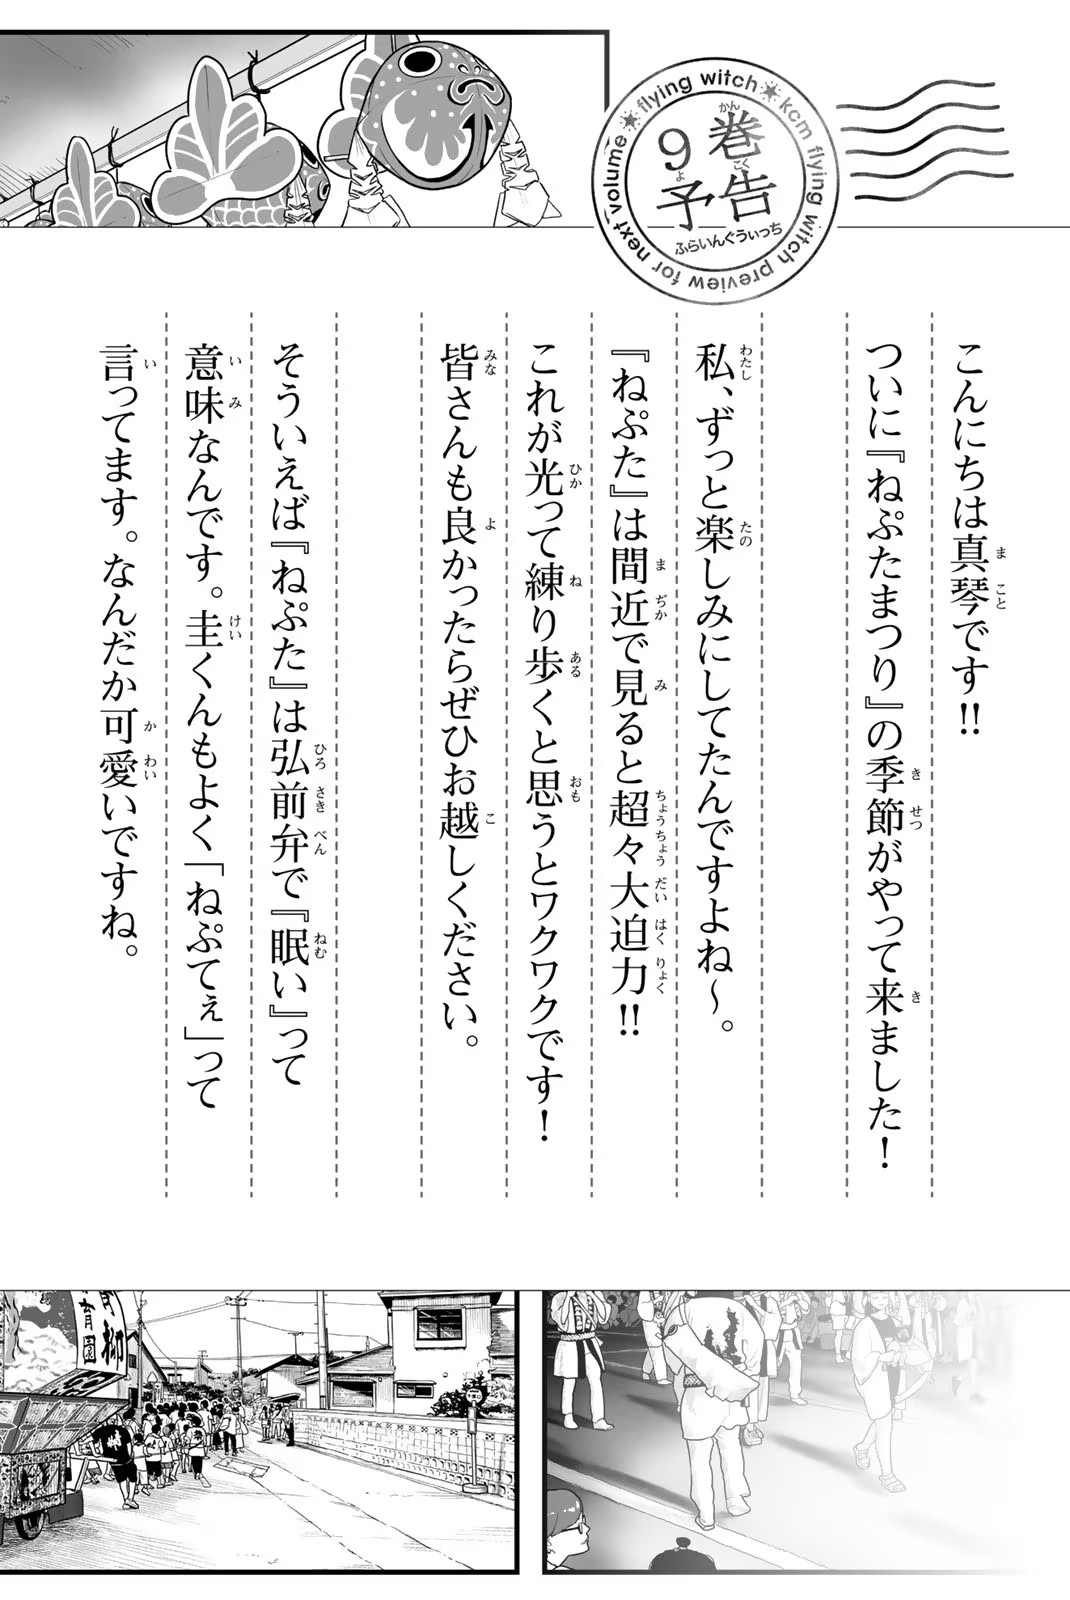 flying witch☀kcm flying witch preview for next volume☀
9巻
予告
ふらいんぐうぃっち
こんにちは真琴です!!
ついに『ねぷたまつり』の季節がやって来ました！
私、ずっと楽しみにしてたんですよね～。
『ねぷた』は間近で見ると超々大迫力!!
これが光って練り歩くと思うとワクワクです！
皆さんも良かったらぜひお越しください。
そういえば『ねぷた』は弘前弁で『眠い』って
意味なんです。圭くんもよく「ねぷてぇ」って
言ってます。なんだか可愛いですね。
柳
育園